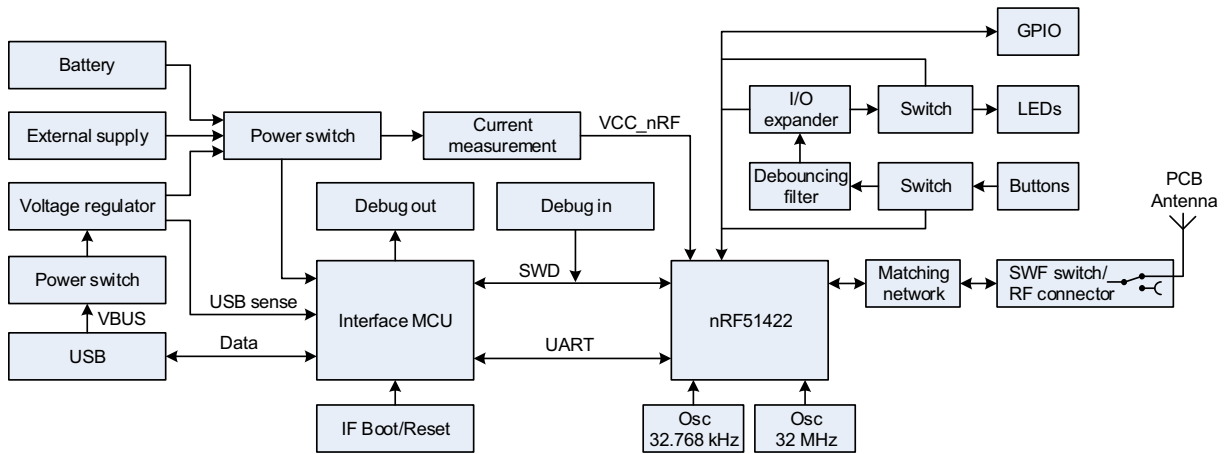 GPIO
Battery
I/O
expander
Switch
LEDs
External supply
Power switch
Current
measurement
VCC_nRF
Debouncing
filter
Switch
Buttons
PCB
Antenna
Voltage regulator
Debug out
Debug in
Power switch
SWD
Matching
network
SWF switch/
RF connector
USB sense
VBUS
Interface MCU
nRF51422
USB
Data
UART
IF Boot/Reset
Osc
32.768 kHz
Osc
32 MHz